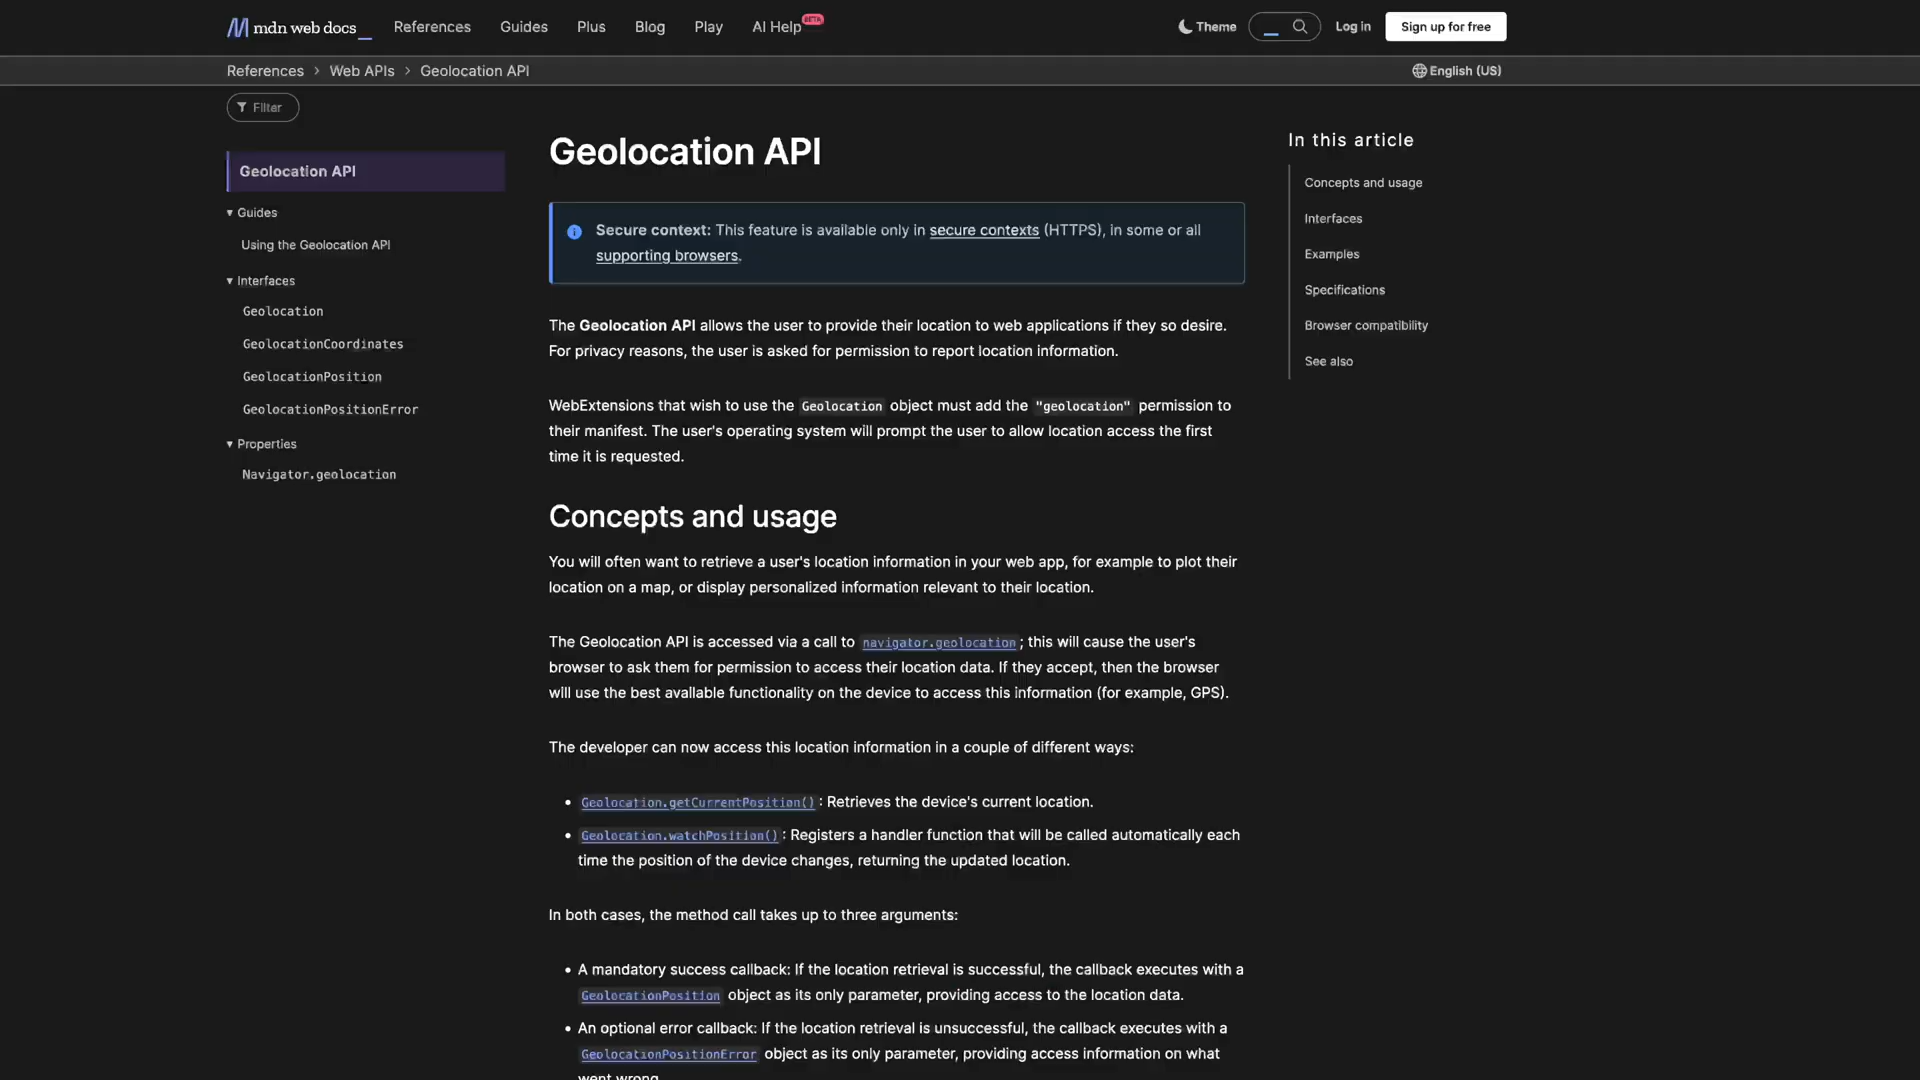 mdn web docs_
References
Guides
Plus
Blog
Play
AI Help
BETA
Theme
Log in
Sign up for free
References › Web APIs › Geolocation API
English (US)
Filter
Geolocation API
▾ Guides
Using the Geolocation API
▾ Interfaces
Geolocation
GeolocationCoordinates
GeolocationPosition
GeolocationPositionError
▾ Properties
Navigator.geolocation
Geolocation API
Secure context: This feature is available only in secure contexts (HTTPS), in some or all
supporting browsers.
The Geolocation API allows the user to provide their location to web applications if they so desire.
For privacy reasons, the user is asked for permission to report location information.
WebExtensions that wish to use the Geolocation object must add the "geolocation" permission to
their manifest. The user's operating system will prompt the user to allow location access the first
time it is requested.
Concepts and usage
You will often want to retrieve a user's location information in your web app, for example to plot their
location on a map, or display personalized information relevant to their location.
The Geolocation API is accessed via a call to navigator.geolocation; this will cause the user's
browser to ask them for permission to access their location data. If they accept, then the browser
will use the best available functionality on the device to access this information (for example, GPS).
The developer can now access this location information in a couple of different ways:
• Geolocation.getCurrentPosition(): Retrieves the device's current location.
• Geolocation.watchPosition(): Registers a handler function that will be called automatically each
time the position of the device changes, returning the updated location.
In both cases, the method call takes up to three arguments:
• A mandatory success callback: If the location retrieval is successful, the callback executes with a
GeolocationPosition object as its only parameter, providing access to the location data.
• An optional error callback: If the location retrieval is unsuccessful, the callback executes with a
GeolocationPositionError object as its only parameter, providing access information on what
went wrong.
In this article
Concepts and usage
Interfaces
Examples
Specifications
Browser compatibility
See also